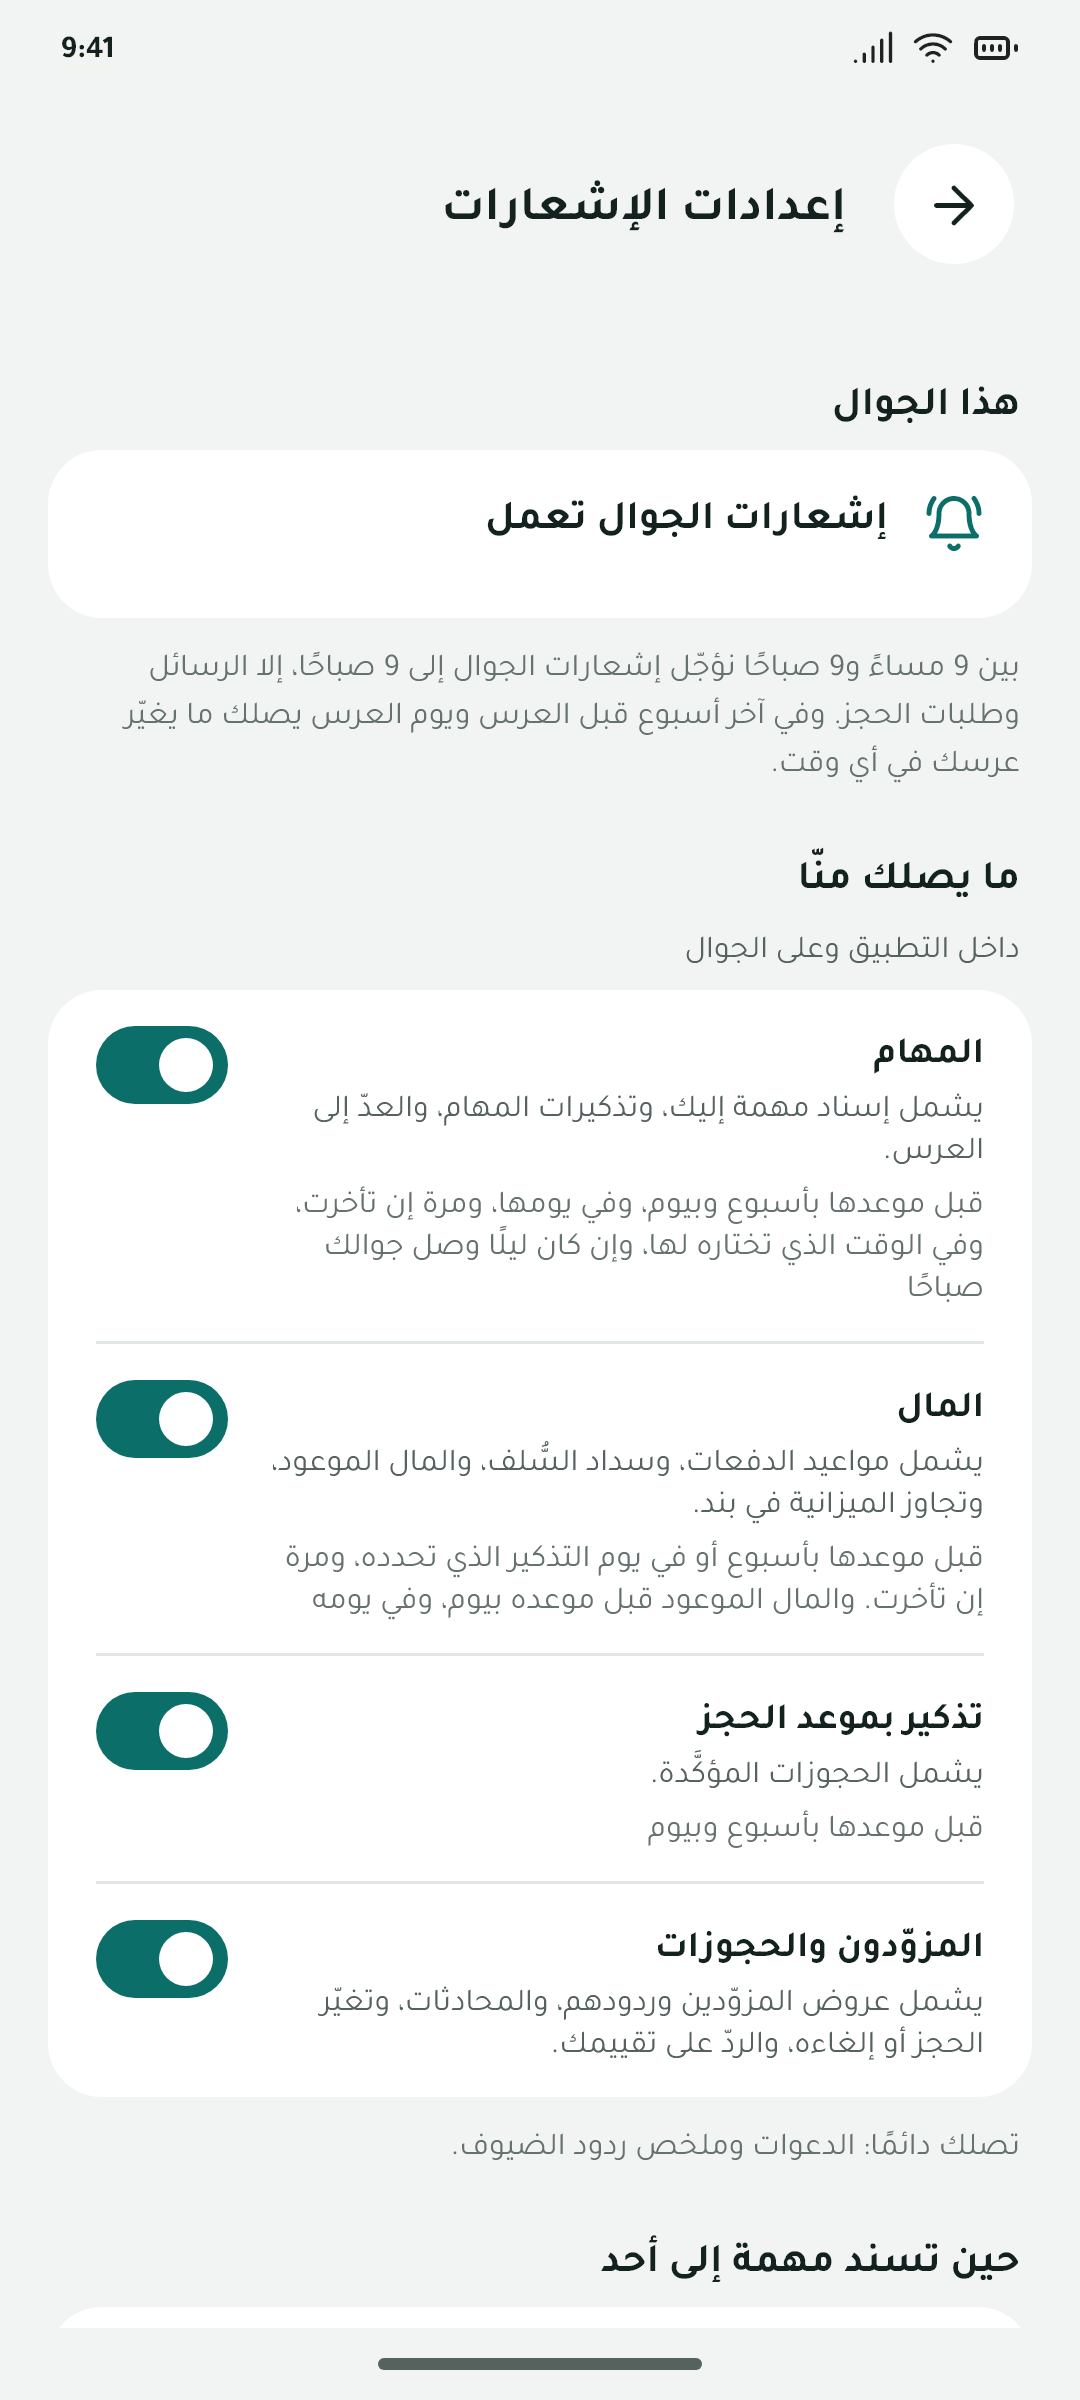 9:41
إعدادات الإشعارات
هذا الجوال
إشعارات الجوال تعمل
بين 9 مساءً و9 صباحًا نؤجّل إشعارات الجوال إلى 9 صباحًا، إلا الرسائل
وطلبات الحجز. وفي آخر أسبوع قبل العرس ويوم العرس يصلك ما يغيّر
عرسك في أي وقت.
ما يصلك منّا
داخل التطبيق وعلى الجوال
المهام
يشمل إسناد مهمة إليك، وتذكيرات المهام، والعدّ إلى
العرس.
قبل موعدها بأسبوع وبيوم، وفي يومها، ومرة إن تأخرت،
وفي الوقت الذي تختاره لها، وإن كان ليلًا وصل جوالك
صباحًا
المال
يشمل مواعيد الدفعات، وسداد السُّلف، والمال الموعود،
وتجاوز الميزانية في بند.
قبل موعدها بأسبوع أو في يوم التذكير الذي تحدده، ومرة
إن تأخرت. والمال الموعود قبل موعده بيوم، وفي يومه
تذكير بموعد الحجز
يشمل الحجوزات المؤكَّدة.
قبل موعدها بأسبوع وبيوم
المزوّدون والحجوزات
يشمل عروض المزوّدين وردودهم، والمحادثات، وتغيّر
الحجز أو إلغاءه، والردّ على تقييمك.
تصلك دائمًا: الدعوات وملخص ردود الضيوف.
حين تسند مهمة إلى أحد